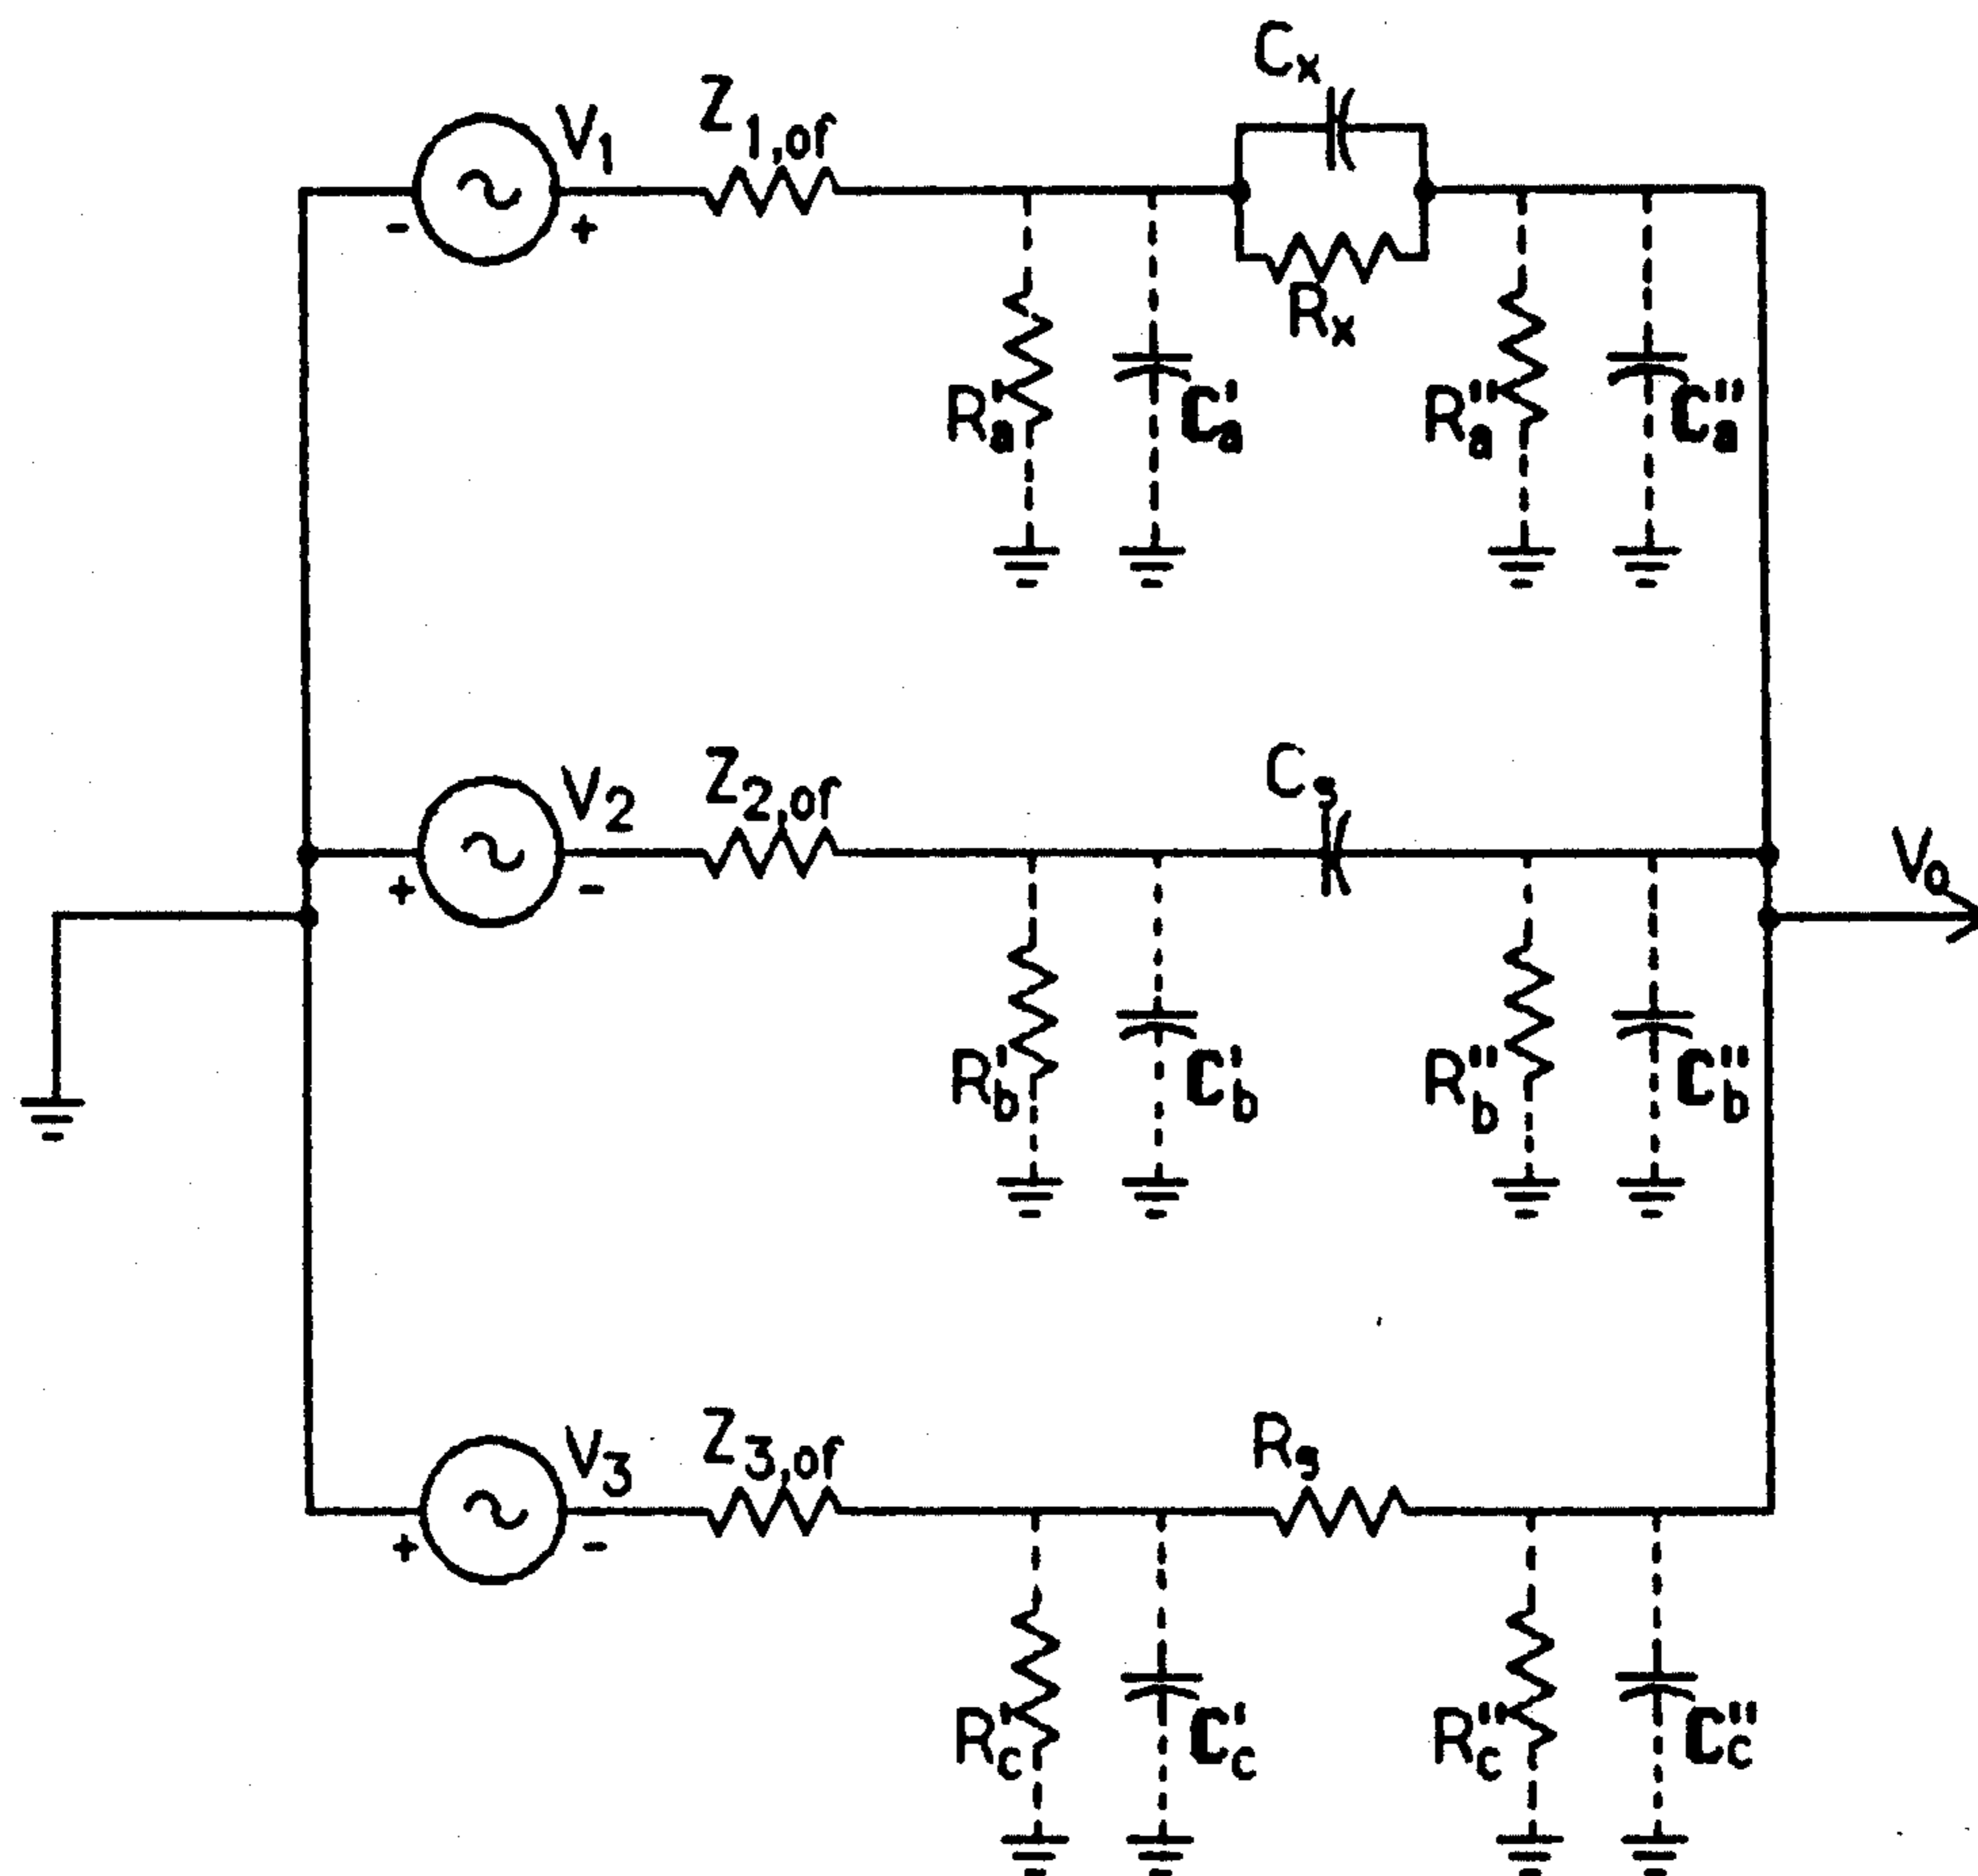 Cx
V1
Z1,of
- +
Rx
R'a
C'a
R"a
C"a
V2
Z2,of
Cs
Vo
+ -
R'b
C'b
R"b
C"b
V3
Z3,of
Rs
+ -
R'c
C'c
R"c
C"c